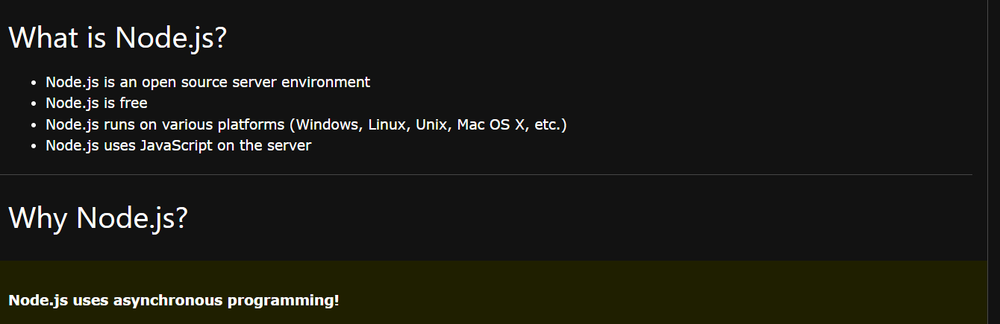 What is Node.js?
Node.js is an open source server environment
Node.js is free
Node.js runs on various platforms (Windows, Linux, Unix, Mac OS X, etc.)
Node.js uses JavaScript on the server
Why Node.js?
Node.js uses asynchronous programming!